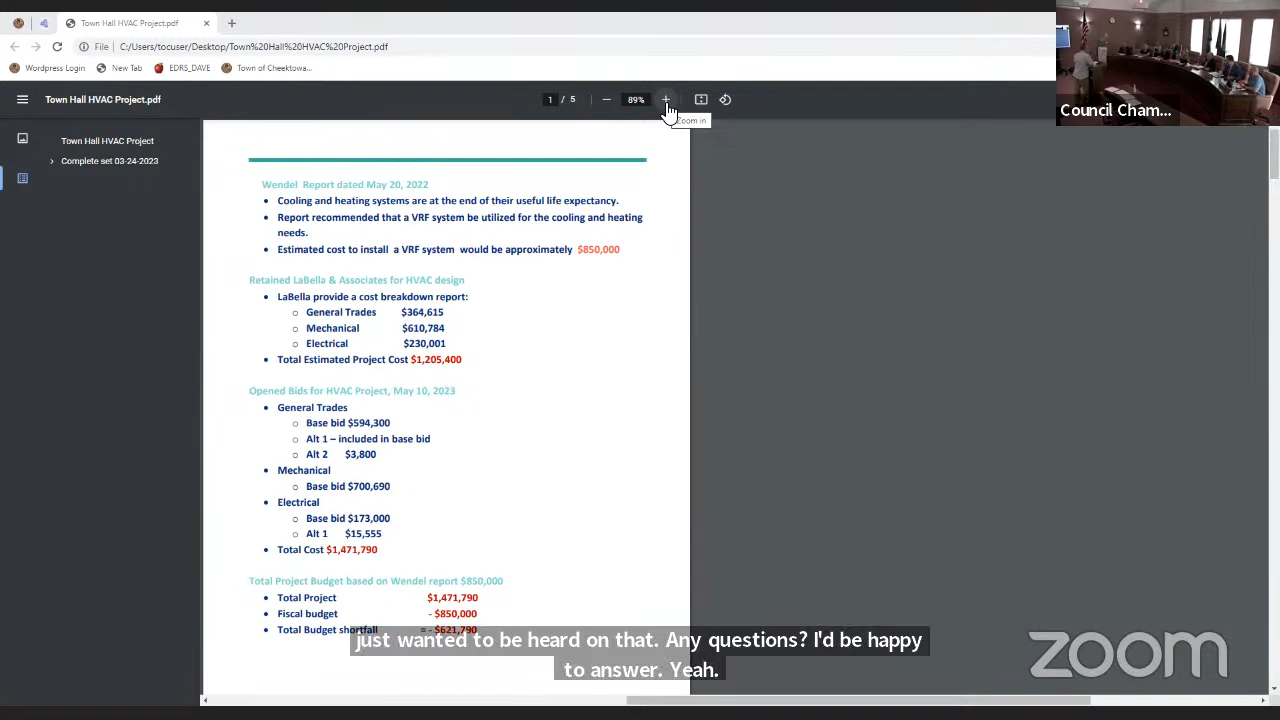 Town Hall HVAC Project.pdf
File
C:/Users/tocuser/Desktop/Town%20Hall%20HVAC%20Project.pdf
Wordpress Login
New Tab
EDRS_DAVE
Town of Cheektowa...
Council Cham...
Town Hall HVAC Project.pdf
1 / 5
89%
Zoom in
Town Hall HVAC Project
Complete set 03-24-2023
Wendel Report dated May 20, 2022
• Cooling and heating systems are at the end of their useful life expectancy.
• Report recommended that a VRF system be utilized for the cooling and heating
needs.
• Estimated cost to install a VRF system would be approximately $850,000
Retained LaBella & Associates for HVAC design
• LaBella provide a cost breakdown report:
○ General Trades $364,615
○ Mechanical $610,784
○ Electrical $230,001
• Total Estimated Project Cost $1,205,400
Opened Bids for HVAC Project, May 10, 2023
• General Trades
○ Base bid $594,300
○ Alt 1 – included in base bid
○ Alt 2 $3,800
• Mechanical
○ Base bid $700,690
• Electrical
○ Base bid $173,000
○ Alt 1 $15,555
• Total Cost $1,471,790
Total Project Budget based on Wendel report $850,000
• Total Project $1,471,790
• Fiscal budget - $850,000
• Total Budget shortfall = - $621,790
just wanted to be heard on that. Any questions? I'd be happy
to answer. Yeah.
zoom